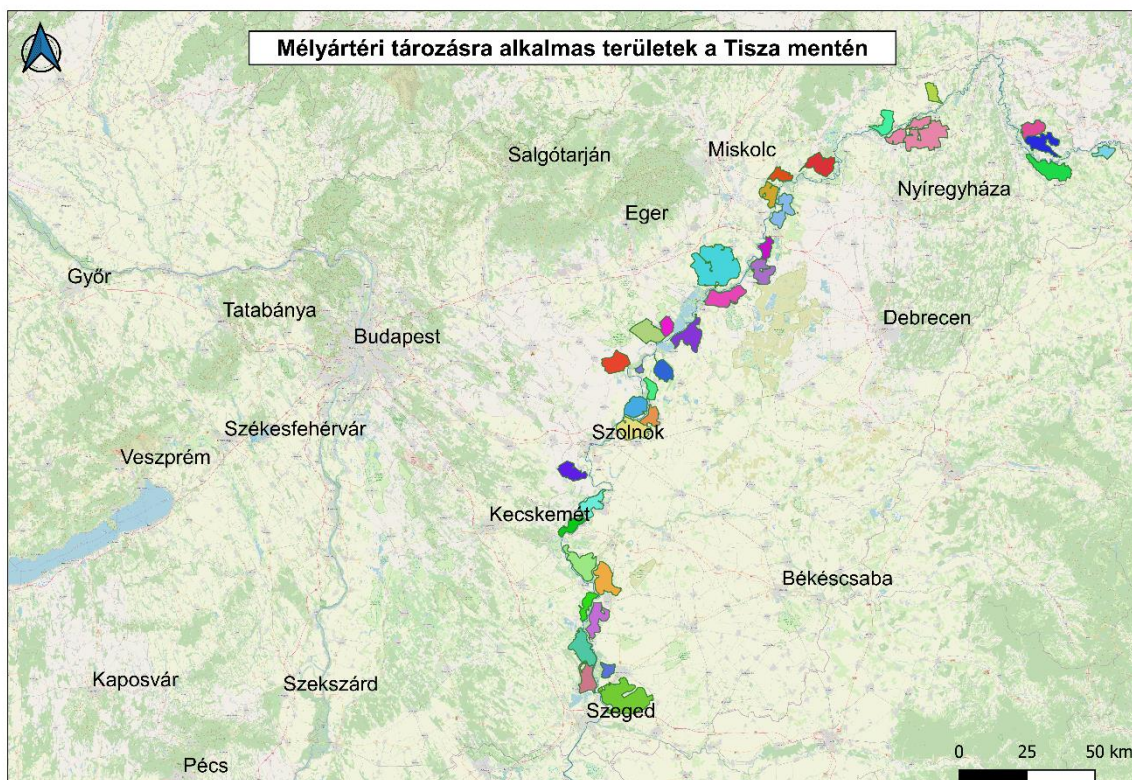 Mélyártéri tározásra alkalmas területek a Tisza mentén
Miskolc
Salgótarján
Nyíregyháza
Eger
Győr
Tatabánya
Debrecen
Budapest
Székesfehérvár
Szolnok
Veszprém
Kecskemét
Békéscsaba
Kaposvár
Szekszárd
Szeged
Pécs
0 25 50 km